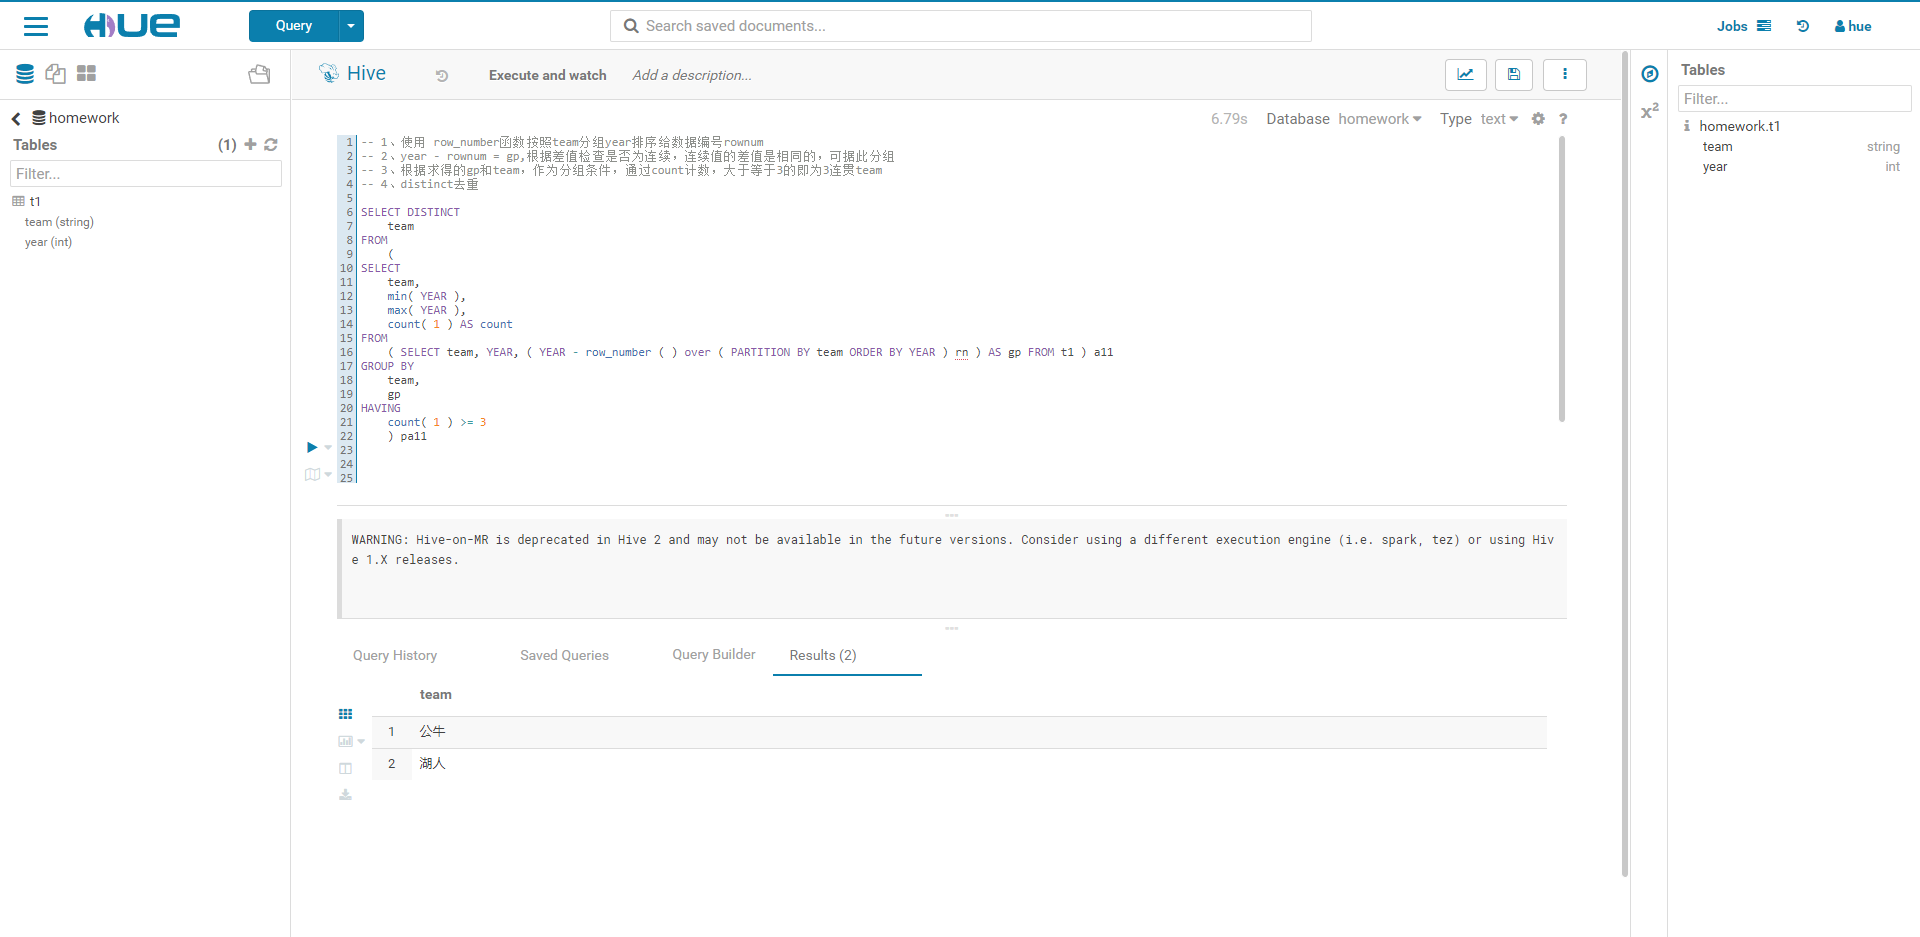 HUE
Query
Search saved documents...
Jobs
hue
Hive
Execute and watch
Add a description...
homework
Tables
(1)
Filter...
t1
team (string)
year (int)
6.79s
Database homework
Type text
?
1 -- 1、使用 row_number函数按照team分组year排序给数据编号rownum
2 -- 2、year - rownum = gp,根据差值检查是否为连续，连续值的差值是相同的，可据此分组
3 -- 3、根据求得的gp和team，作为分组条件，通过count计数，大于等于3的即为3连贯team
4 -- 4、distinct去重
5
6 SELECT DISTINCT
7 team
8 FROM
9 (
10 SELECT
11 team,
12 min( YEAR ),
13 max( YEAR ),
14 count( 1 ) AS count
15 FROM
16 ( SELECT team, YEAR, ( YEAR - row_number ( ) over ( PARTITION BY team ORDER BY YEAR ) rn ) AS gp FROM t1 ) a11
17 GROUP BY
18 team,
19 gp
20 HAVING
21 count( 1 ) >= 3
22 ) pa11
23
24
25
WARNING: Hive-on-MR is deprecated in Hive 2 and may not be available in the future versions. Consider using a different execution engine (i.e. spark, tez) or using Hiv
e 1.X releases.
Query History
Saved Queries
Query Builder
Results (2)
team
1 公牛
2 湖人
x²
Tables
Filter...
homework.t1
team string
year int